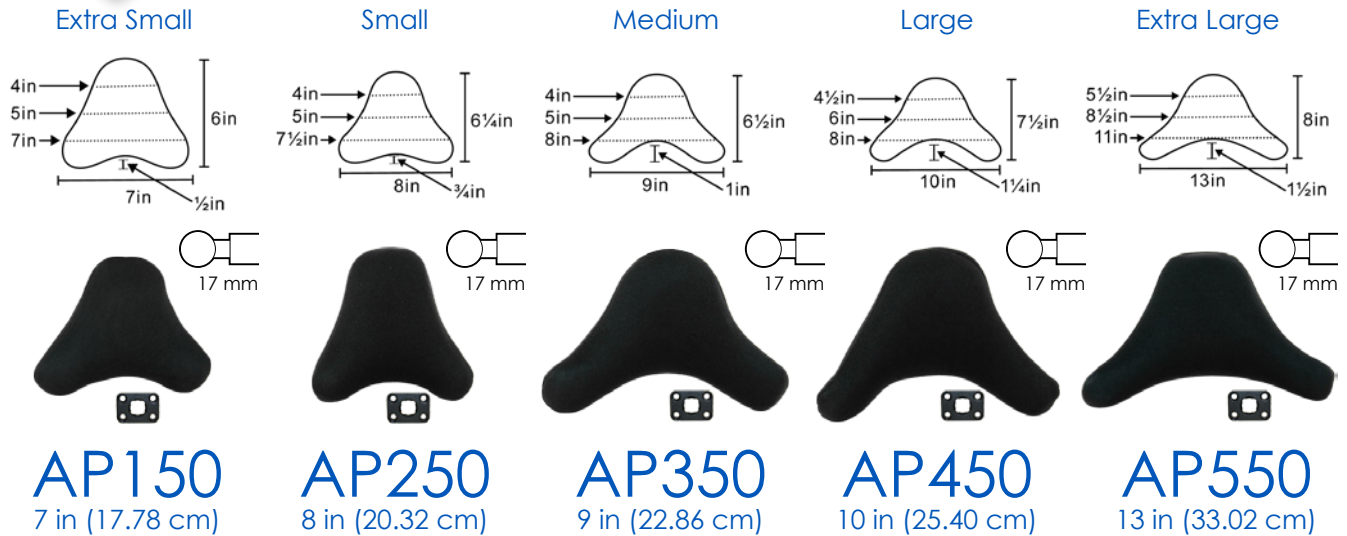 Extra Small
4in
5in
7in
6in
7in
½in
17 mm
AP150
7 in (17.78 cm)
Small
4in
5in
7½in
6¼in
8in
¾in
17 mm
AP250
8 in (20.32 cm)
Medium
4in
5in
8in
6½in
9in
1in
17 mm
AP350
9 in (22.86 cm)
Large
4½in
6in
8in
7½in
10in
1¼in
17 mm
AP450
10 in (25.40 cm)
Extra Large
5½in
8½in
11in
8in
13in
1½in
17 mm
AP550
13 in (33.02 cm)